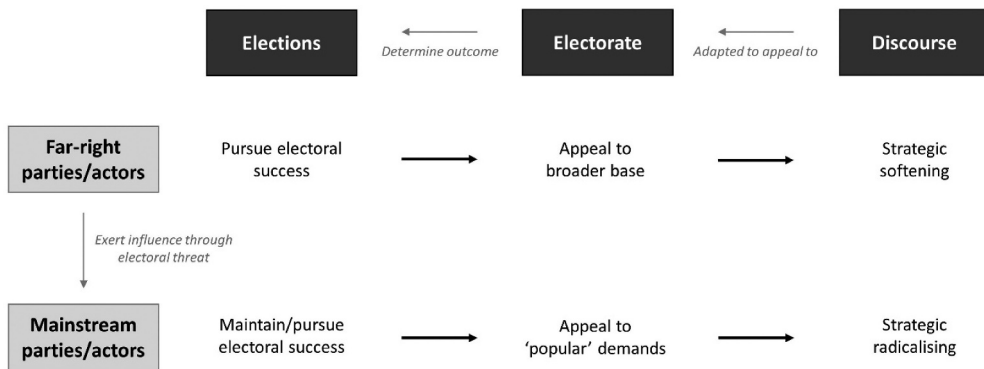 Elections
Determine outcome
Electorate
Adapted to appeal to
Discourse
Far-right
parties/actors
Pursue electoral
success
Appeal to
broader base
Strategic
softening
Exert influence through
electoral threat
Mainstream
parties/actors
Maintain/pursue
electoral success
Appeal to
‘popular’ demands
Strategic
radicalising